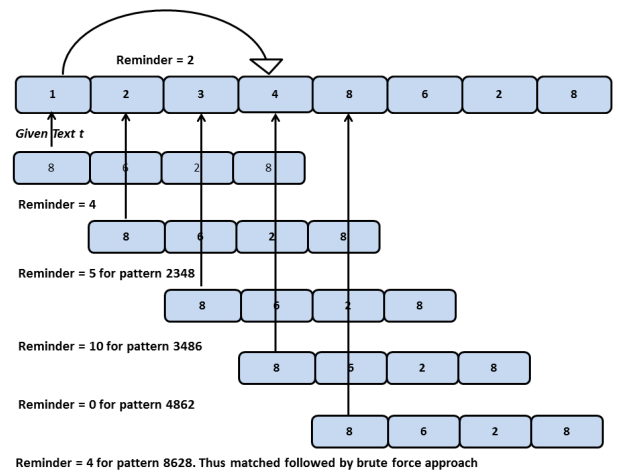 Reminder = 2
1 2 3 4 8 6 2 8
Given Text t
8 6 2 8
Reminder = 4
8 6 2 8
Reminder = 5 for pattern 2348
8 6 2 8
Reminder = 10 for pattern 3486
8 6 2 8
Reminder = 0 for pattern 4862
8 6 2 8
Reminder = 4 for pattern 8628. Thus matched followed by brute force approach